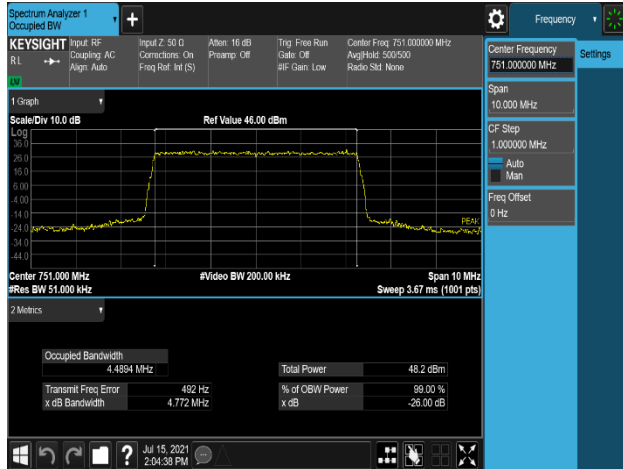 Spectrum Analyzer 1
Occupied BW
+
Frequency
KEYSIGHT
R L
Input: RF
Coupling: AC
Align: Auto
Input Z: 50 Ω
Corrections: On
Freq Ref: Int (S)
Atten: 16 dB
Preamp: Off
Trig: Free Run
Gate: Off
#IF Gain: Low
Center Freq: 751.000000 MHz
Avg|Hold: 500/500
Radio Std: None
Center Frequency
751.000000 MHz
Settings
Span
10.000 MHz
CF Step
1.000000 MHz
Auto
Man
Freq Offset
0 Hz
1 Graph
Scale/Div 10.0 dB
Ref Value 46.00 dBm
Log
36.0
26.0
16.0
6.00
-4.00
-14.0
-24.0
-34.0
-44.0
PEAK
Center 751.000 MHz
#Video BW 200.00 kHz
Span 10 MHz
#Res BW 51.000 kHz
Sweep 3.67 ms (1001 pts)
2 Metrics
Occupied Bandwidth
4.4894 MHz
Total Power
48.2 dBm
Transmit Freq Error
492 Hz
% of OBW Power
99.00 %
x dB Bandwidth
4.772 MHz
x dB
-26.00 dB
?
Jul 15, 2021
2:04:38 PM